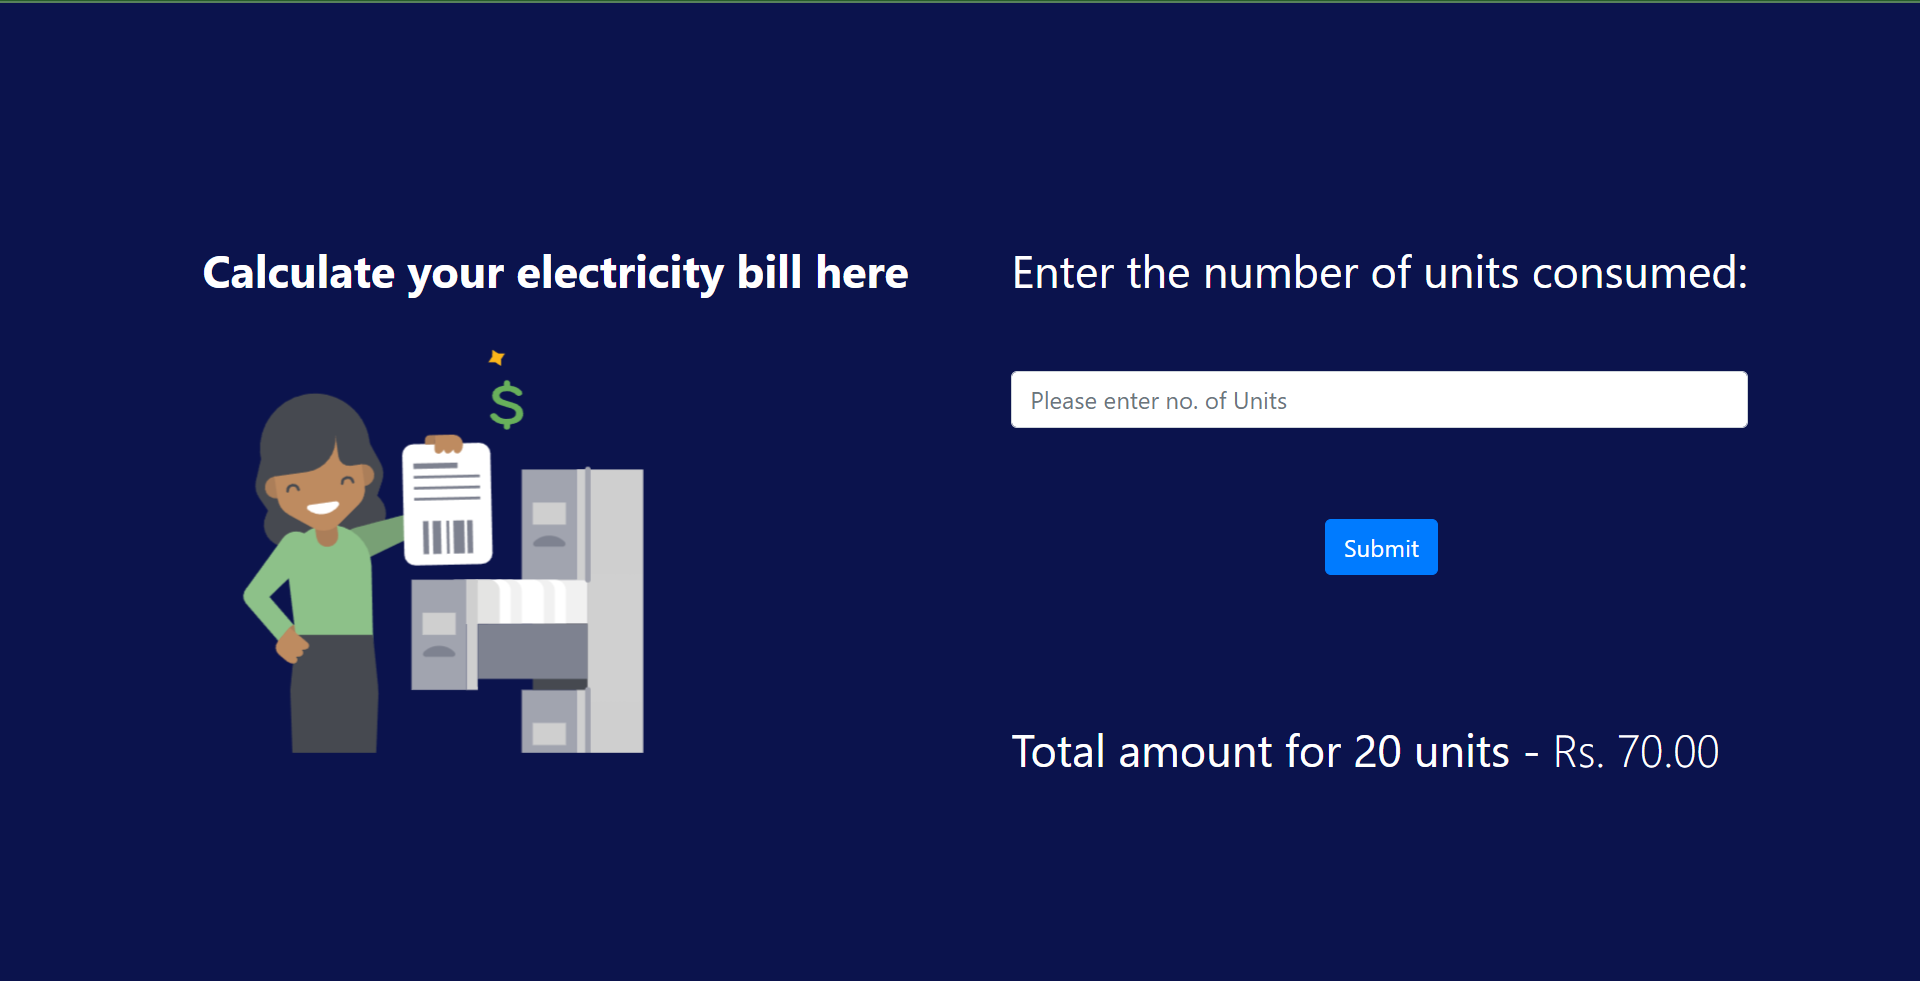 Calculate your electricity bill here
$
Enter the number of units consumed:
Please enter no. of Units
Submit
Total amount for 20 units - Rs. 70.00